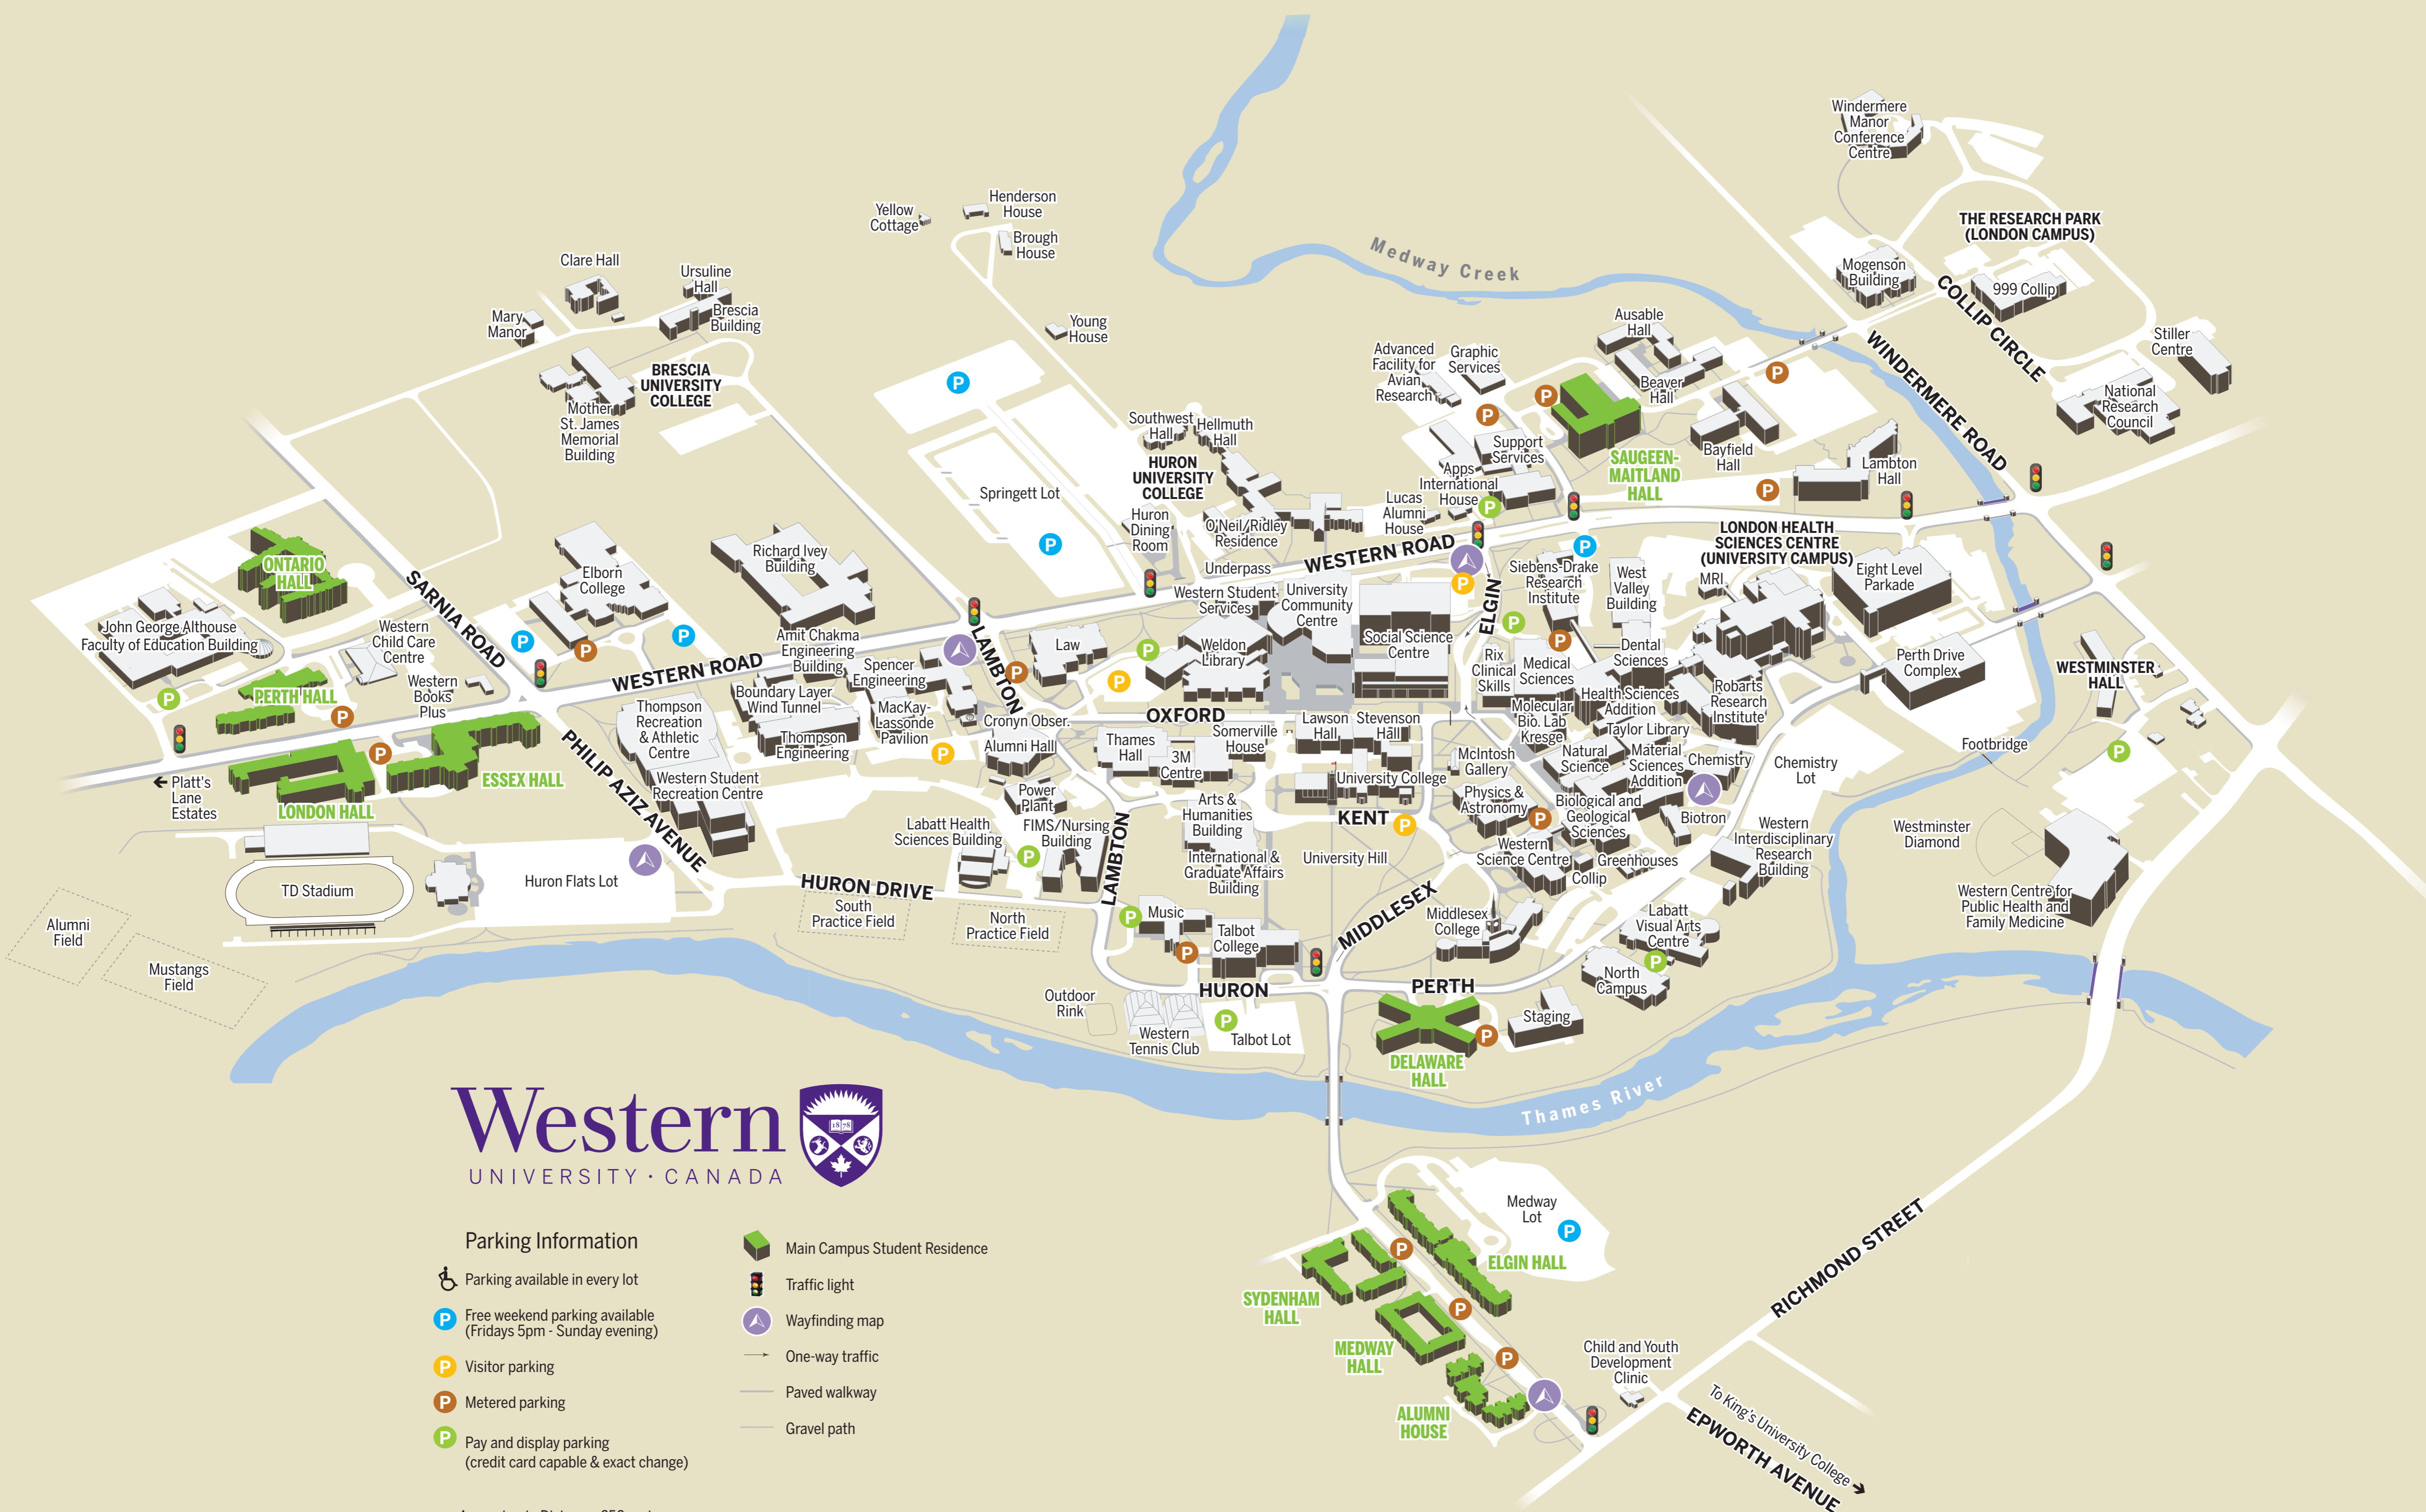 Windermere
Manor
Conference
Centre
THE RESEARCH PARK
(LONDON CAMPUS)
Mogenson
Building
999 Collip
COLLIP CIRCLE
Stiller
Centre
National
Research
Council
WINDERMERE ROAD
Medway Creek
Yellow
Cottage
Henderson
House
Brough
House
Young
House
Clare Hall
Ursuline
Hall
Brescia
Building
Mary
Manor
BRESCIA
UNIVERSITY
COLLEGE
Mother
St. James
Memorial
Building
Ausable
Hall
Advanced
Facility for
Avian
Research
Graphic
Services
Beaver
Hall
Bayfield
Hall
Lambton
Hall
Support
Services
SAUGEEN-
MAITLAND
HALL
Apps
International
House
Lucas
Alumni
House
Southwest
Hall
Hellmuth
Hall
HURON
UNIVERSITY
COLLEGE
Springett Lot
Huron
Dining
Room
O'Neil/Ridley
Residence
WESTERN ROAD
Underpass
LONDON HEALTH
SCIENCES CENTRE
(UNIVERSITY CAMPUS)
MRI
Eight Level
Parkade
Siebens-Drake
Research
Institute
West
Valley
Building
ELGIN
ONTARIO
HALL
SARNIA ROAD
Elborn
College
Richard Ivey
Building
John George Althouse
Faculty of Education Building
Western
Child Care
Centre
PERTH HALL
Western
Books
Plus
WESTERN ROAD
Amit Chakma
Engineering
Building
Spencer
Engineering
LAMBTON
Law
Western Student
Services
University
Community
Centre
Weldon
Library
Social Science
Centre
Rix
Clinical
Skills
Medical
Sciences
Dental
Sciences
Health Sciences
Addition
Robarts
Research
Institute
Perth Drive
Complex
WESTMINSTER
HALL
Boundary Layer
Wind Tunnel
Thompson
Recreation
& Athletic
Centre
MacKay-
Lassonde
Pavilion
Thompson
Engineering
Cronyn Obser.
Alumni Hall
OXFORD
Thames
Hall
3M
Centre
Somerville
House
Lawson
Hall
Stevenson
Hall
Molecular
Bio. Lab
Kresge
Taylor Library
Natural
Science
Material
Sciences
Addition
Chemistry
Chemistry
Lot
Footbridge
McIntosh
Gallery
University College
Physics &
Astronomy
Biological and
Geological
Sciences
Biotron
Western
Interdisciplinary
Research
Building
Westminster
Diamond
Western Centre for
Public Health and
Family Medicine
Platt's
Lane
Estates
LONDON HALL
ESSEX HALL
PHILIP AZIZ AVENUE
Western Student
Recreation Centre
Power
Plant
Labatt Health
Sciences Building
FIMS/Nursing
Building
LAMBTON
Arts &
Humanities
Building
International &
Graduate Affairs
Building
KENT
University Hill
Western
Science Centre
Greenhouses
Collip
TD Stadium
Huron Flats Lot
HURON DRIVE
South
Practice Field
North
Practice Field
Alumni
Field
Mustangs
Field
Music
Talbot
College
MIDDLESEX
Middlesex
College
Labatt
Visual Arts
Centre
North
Campus
HURON
PERTH
Outdoor
Rink
Western
Tennis Club
Talbot Lot
DELAWARE
HALL
Staging
Thames River
Medway
Lot
ELGIN HALL
SYDENHAM
HALL
MEDWAY
HALL
ALUMNI
HOUSE
Child and Youth
Development
Clinic
RICHMOND STREET
To King's University College
EPWORTH AVENUE
Western
1878
UNIVERSITY · CANADA
Parking Information
Parking available in every lot
P Free weekend parking available
(Fridays 5pm - Sunday evening)
P Visitor parking
P Metered parking
P Pay and display parking
(credit card capable & exact change)
Main Campus Student Residence
Traffic light
Wayfinding map
One-way traffic
Paved walkway
Gravel path